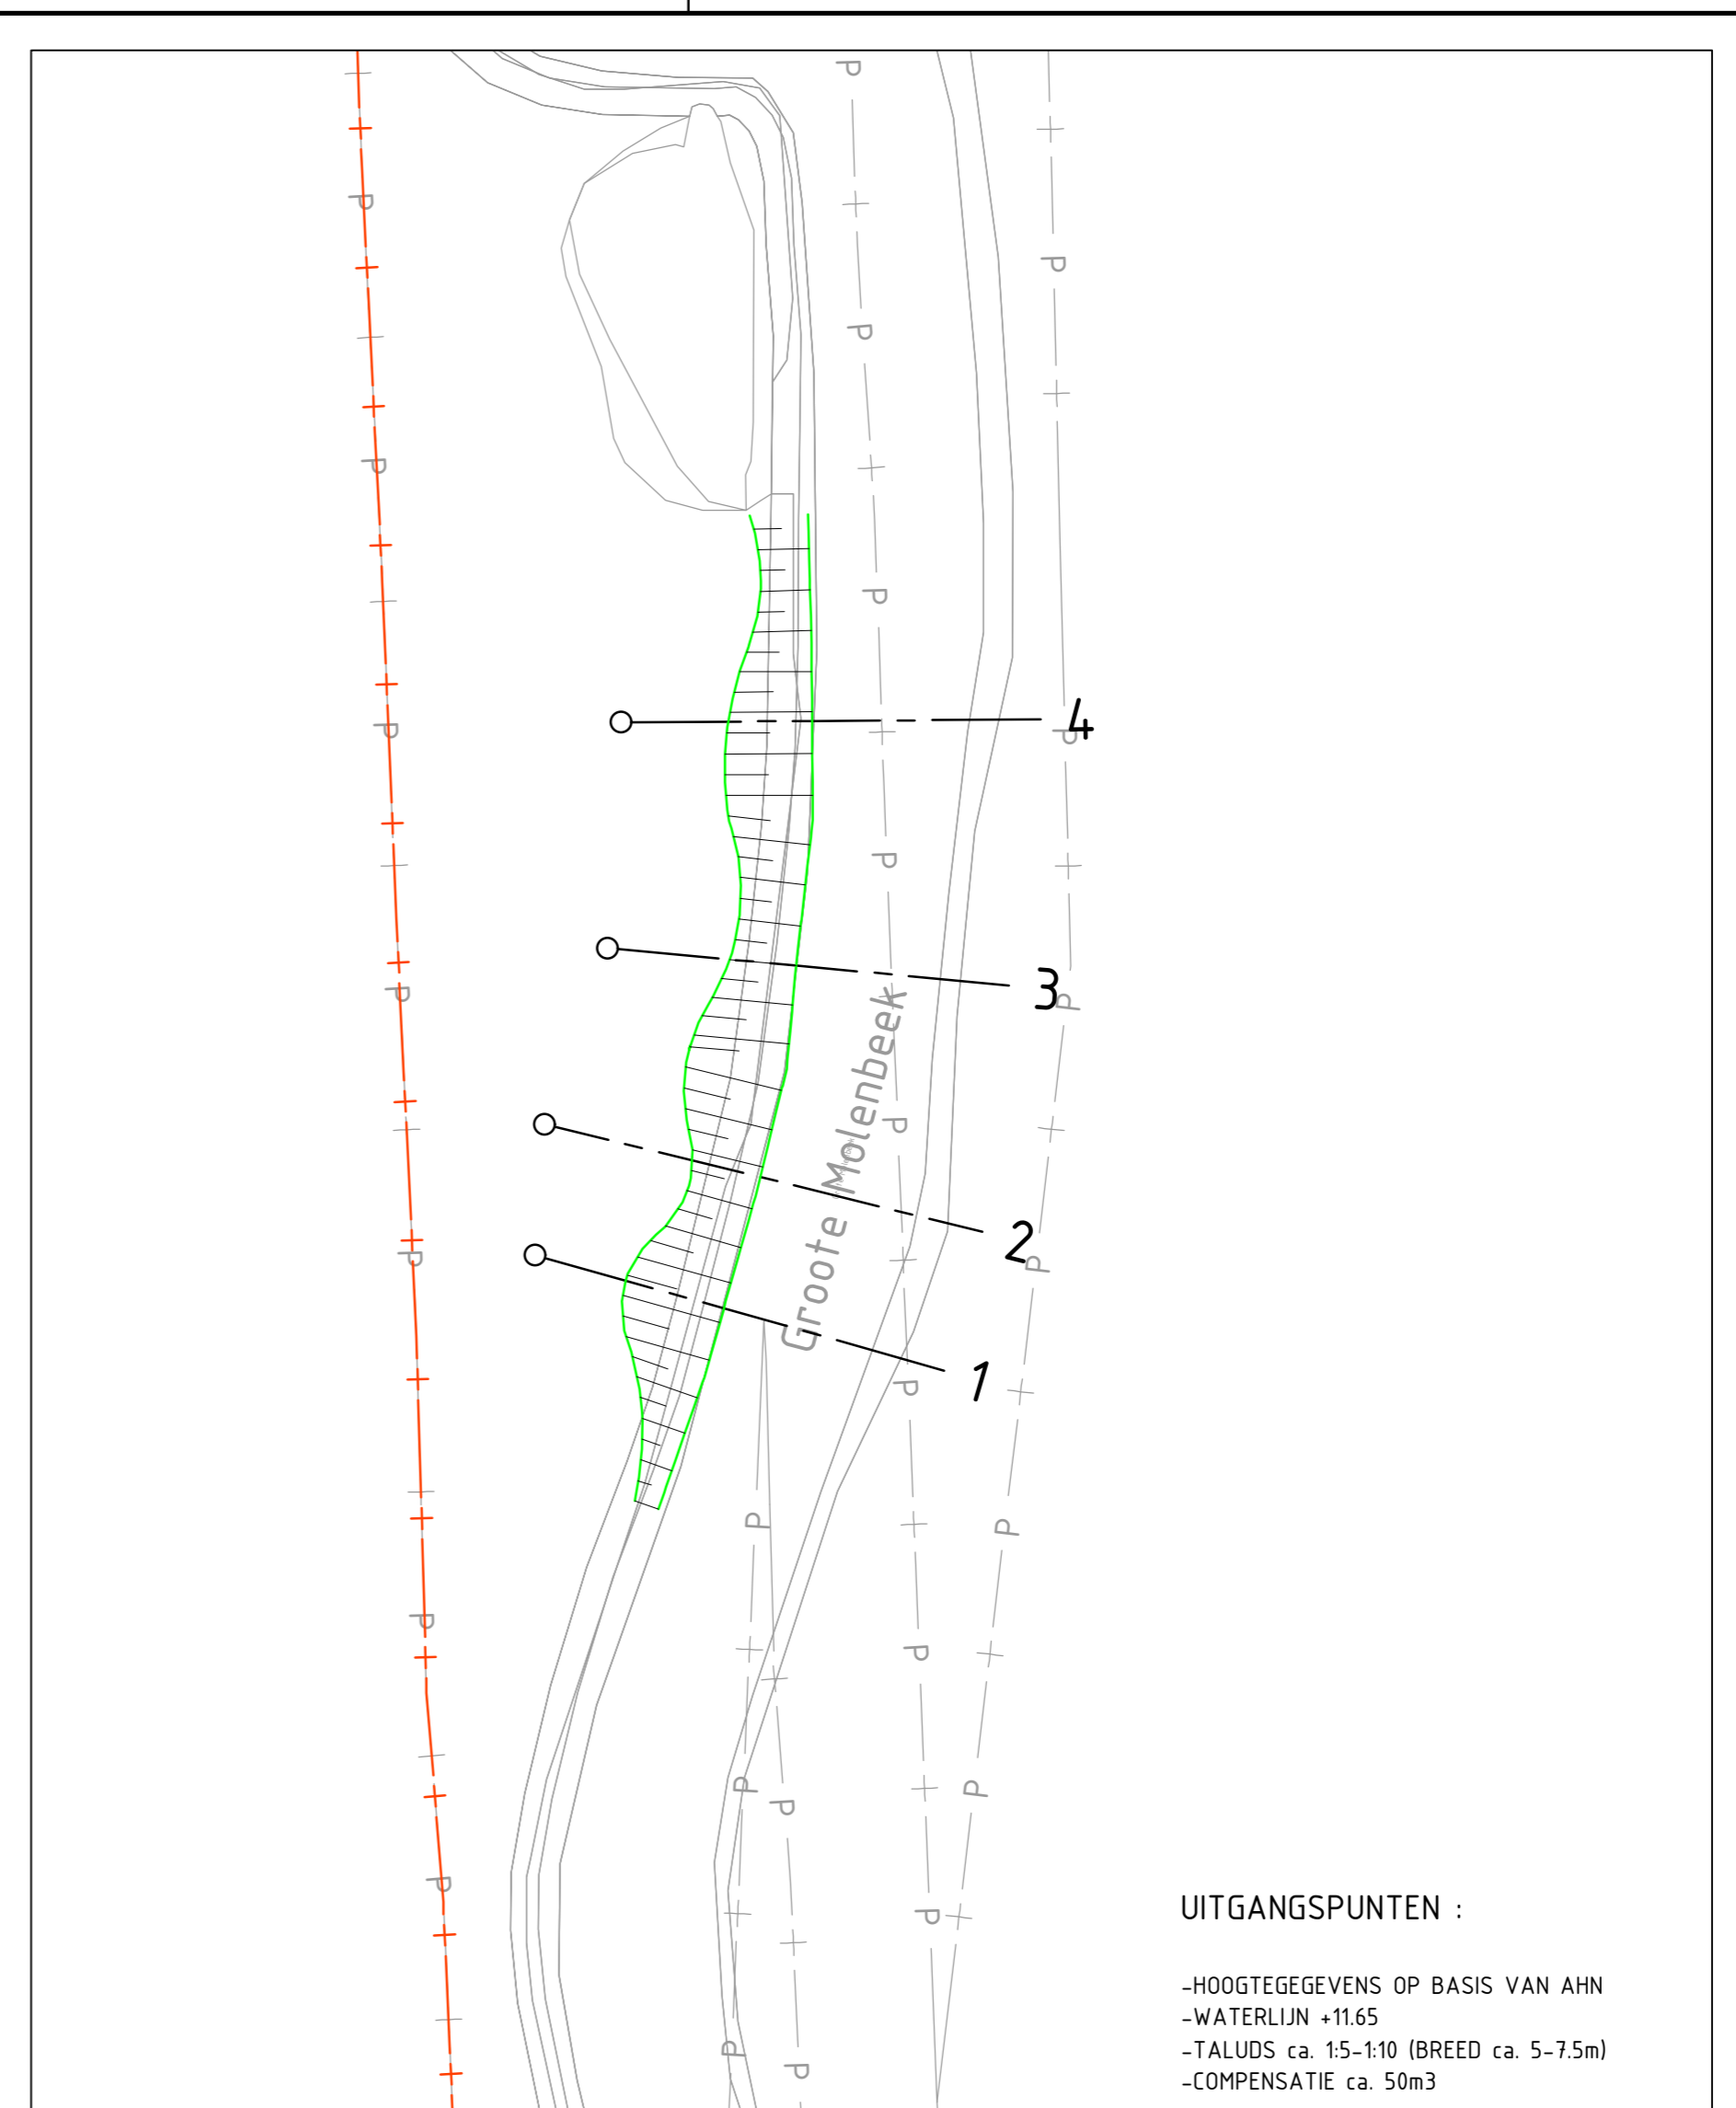 P P
P
P
P
P
P
P
4
P
P
P
3
P
P
Groote Molenbeek
P
2
P
P
1
P
P
P
P
P
P
P
P
P
P
UITGANGSPUNTEN :
-HOOGTEGEGEVENS OP BASIS VAN AHN
-WATERLIJN +11.65
-TALUDS ca. 1:5-1:10 (BREED ca. 5-7.5m)
-COMPENSATIE ca. 50m3
P
P